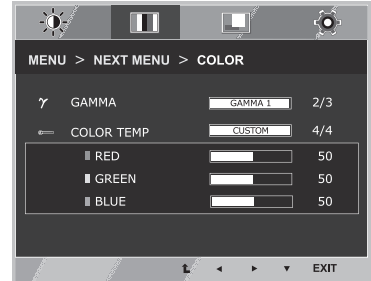 MENU > NEXT MENU > COLOR
γ GAMMA GAMMA 1 2/3
COLOR TEMP CUSTOM 4/4
RED 50
GREEN 50
BLUE 50
EXIT